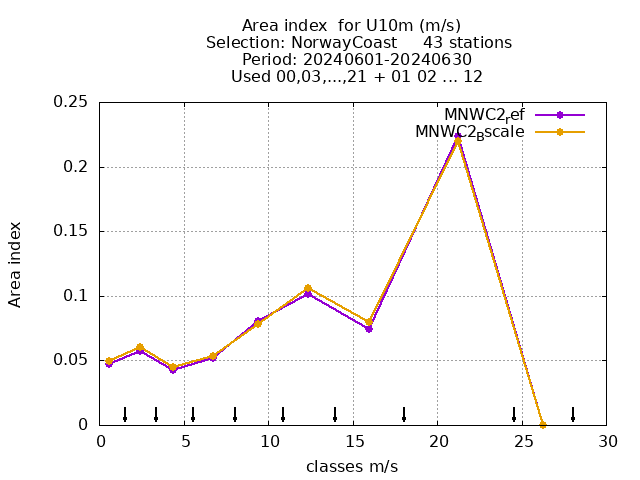 Area index  for U10m (m/s)
Selection: NorwayCoast     43 stations
Period: 20240601-20240630
Used 00,03,...,21 + 01 02 ... 12
MNWC2ref
MNWC2Bscale
0.25
0.2
0.15
0.1
0.05
0
Area index
0 5 10 15 20 25 30
classes m/s